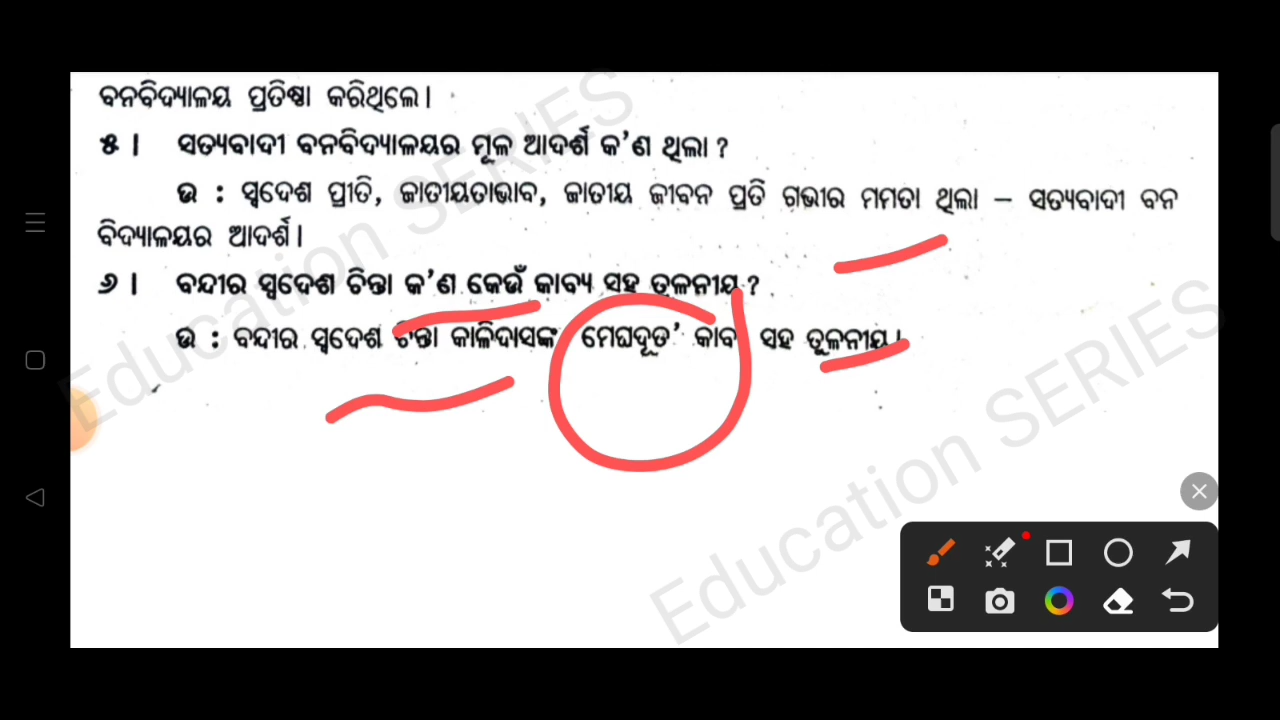 ବନବିଦ୍ୟାଳୟ ପ୍ରତିଷ୍ଠା କରିଥିଲେ।
୫ । ସତ୍ୟବାଦୀ ବନବିଦ୍ୟାଳୟର ମୂଳ ଆଦର୍ଶ କ'ଣ ଥିଲା ?
ଉ : ସ୍ୱଦେଶ ପ୍ରୀତି, ଜାତୀୟତାଭାବ, ଜାତୀୟ ଜୀବନ ପ୍ରତି ଗଭୀର ମମତା ଥିଲା – ସତ୍ୟବାଦୀ ବନ
ବିଦ୍ୟାଳୟର ଆଦର୍ଶ।
୬ । ବନ୍ଦୀର ସ୍ୱଦେଶ ଚିନ୍ତା କ'ଣ କେଉଁ କାବ୍ୟ ସହ ତୁଳନୀୟ ?
ଉ : ବନ୍ଦୀର ସ୍ୱଦେଶ ଚିନ୍ତା କାଳିଦାସଙ୍କ ମେଘଦୂତ' କାବ୍ୟ ସହ ତୁଳନୀୟ।
Education SERIES
Education SERIES